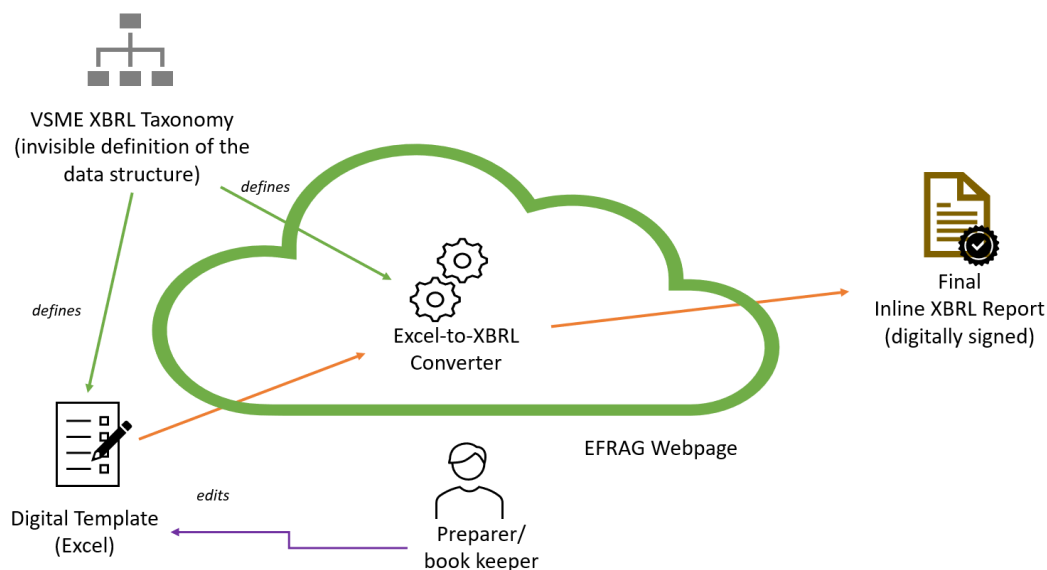 VSME XBRL Taxonomy
(invisible definition of the
data structure)
defines
defines
Excel-to-XBRL
Converter
Final
Inline XBRL Report
(digitally signed)
EFRAG Webpage
edits
Digital Template
(Excel)
Preparer/
book keeper